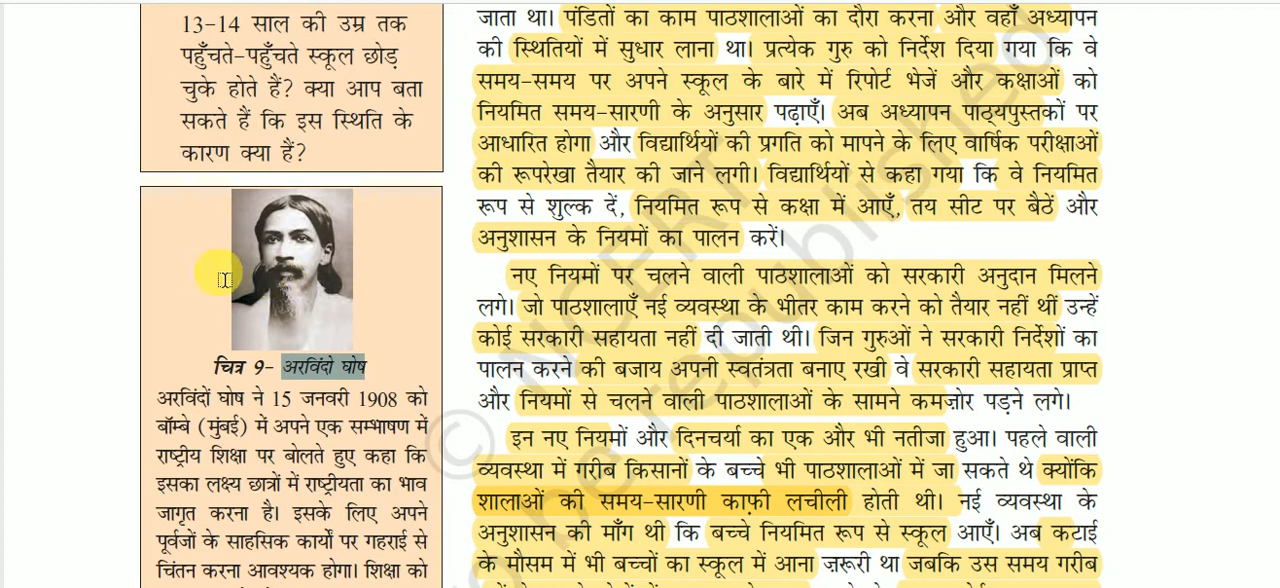 13-14 साल की उम्र तक
पहुँचते-पहुँचते स्कूल छोड़
चुके होते हैं? क्या आप बता
सकते हैं कि इस स्थिति के
कारण क्या हैं?
चित्र 9- अरविंदो घोष
अरविंदों घोष ने 15 जनवरी 1908 को
बॉम्बे (मुंबई) में अपने एक सम्भाषण में
राष्ट्रीय शिक्षा पर बोलते हुए कहा कि
इसका लक्ष्य छात्रों में राष्ट्रीयता का भाव
जागृत करना है। इसके लिए अपने
पूर्वजों के साहसिक कार्यों पर गहराई से
चिंतन करना आवश्यक होगा। शिक्षा को
जाता था। पंडितों का काम पाठशालाओं का दौरा करना और वहाँ अध्यापन
की स्थितियों में सुधार लाना था। प्रत्येक गुरु को निर्देश दिया गया कि वे
समय-समय पर अपने स्कूल के बारे में रिपोर्ट भेजें और कक्षाओं को
नियमित समय-सारणी के अनुसार पढ़ाएँ। अब अध्यापन पाठ्यपुस्तकों पर
आधारित होगा और विद्यार्थियों की प्रगति को मापने के लिए वार्षिक परीक्षाओं
की रूपरेखा तैयार की जाने लगी। विद्यार्थियों से कहा गया कि वे नियमित
रूप से शुल्क दें, नियमित रूप से कक्षा में आएँ, तय सीट पर बैठें और
अनुशासन के नियमों का पालन करें।
नए नियमों पर चलने वाली पाठशालाओं को सरकारी अनुदान मिलने
लगे। जो पाठशालाएँ नई व्यवस्था के भीतर काम करने को तैयार नहीं थीं उन्हें
कोई सरकारी सहायता नहीं दी जाती थी। जिन गुरुओं ने सरकारी निर्देशों का
पालन करने की बजाय अपनी स्वतंत्रता बनाए रखी वे सरकारी सहायता प्राप्त
और नियमों से चलने वाली पाठशालाओं के सामने कमज़ोर पड़ने लगे।
इन नए नियमों और दिनचर्या का एक और भी नतीजा हुआ। पहले वाली
व्यवस्था में गरीब किसानों के बच्चे भी पाठशालाओं में जा सकते थे क्योंकि
शालाओं की समय-सारणी काफ़ी लचीली होती थी। नई व्यवस्था के
अनुशासन की माँग थी कि बच्चे नियमित रूप से स्कूल आएँ। अब कटाई
के मौसम में भी बच्चों का स्कूल में आना ज़रूरी था जबकि उस समय गरीब
© NCERT
to be republished